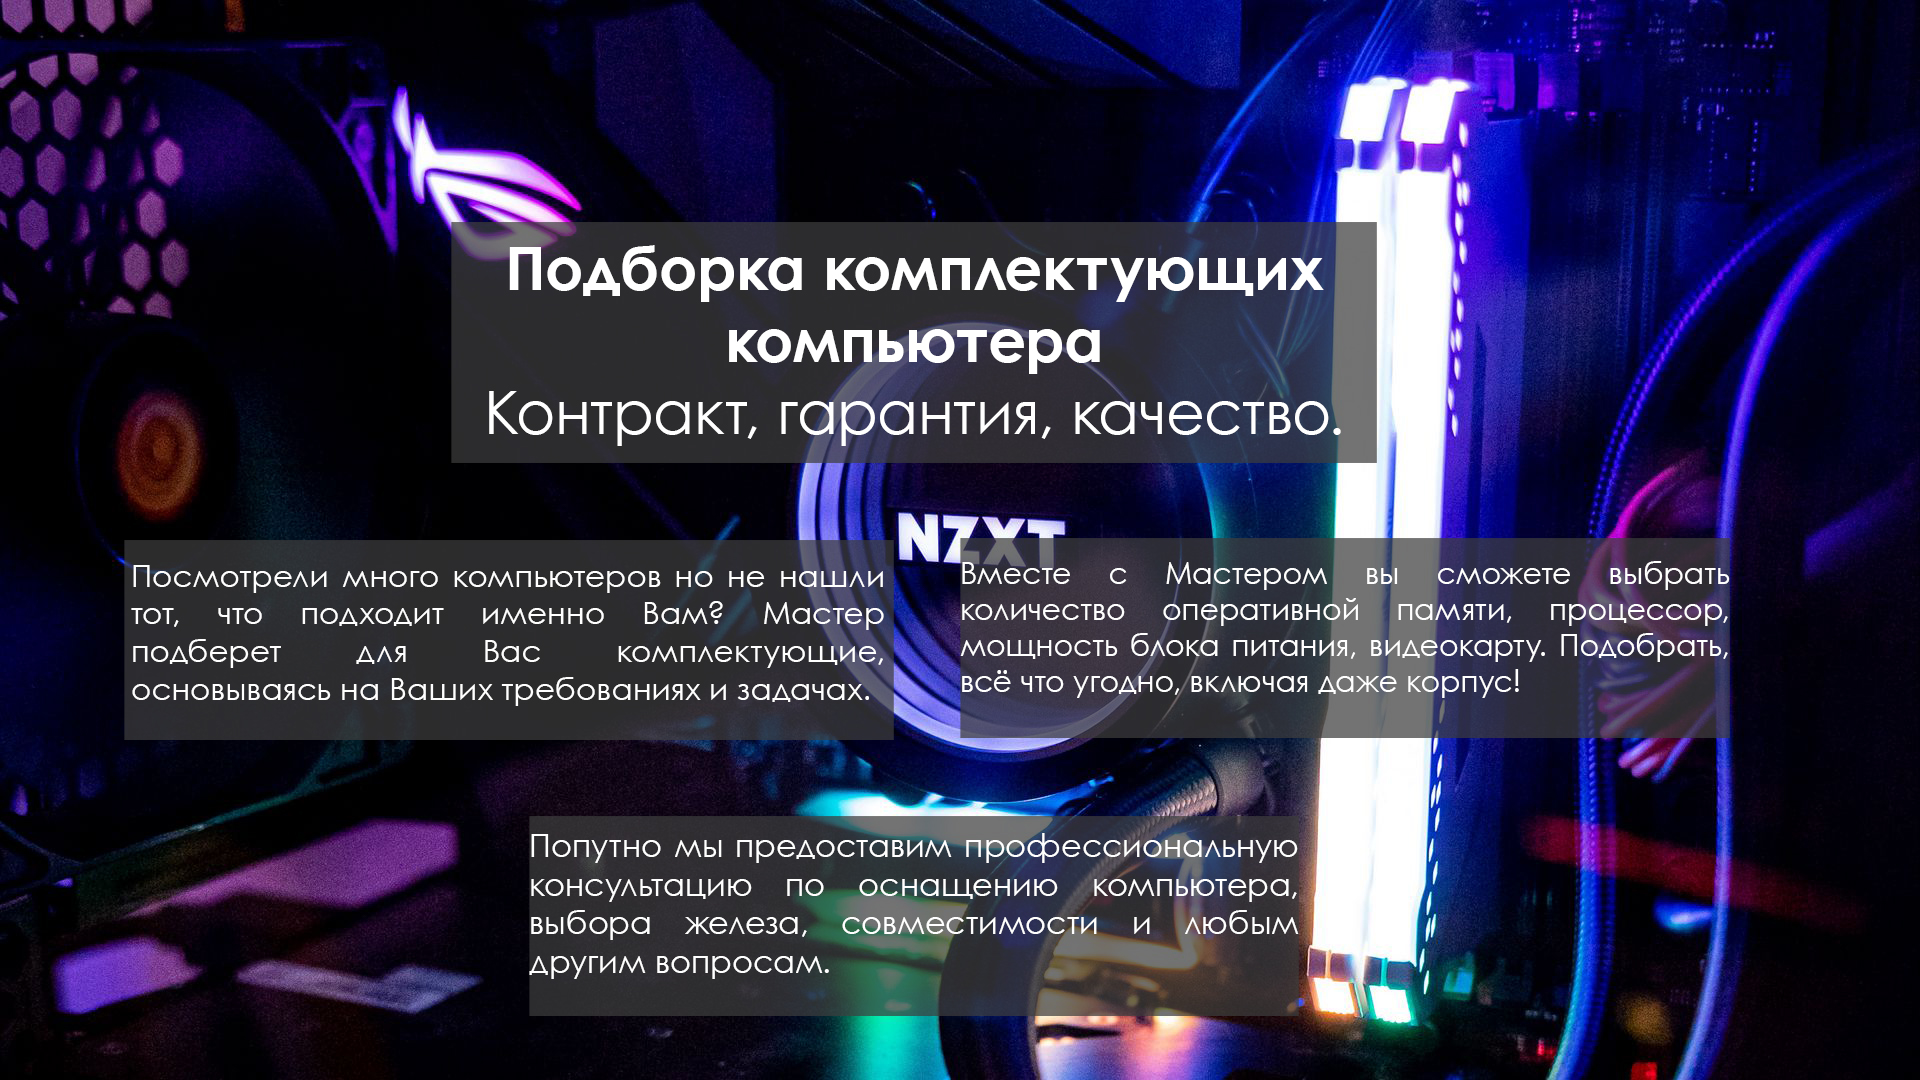 Подборка комплектующих
компьютера
Контракт, гарантия, качество.
NZXT
Посмотрели много компьютеров но не нашли
тот, что подходит именно Вам? Мастер
подберет для Вас комплектующие,
основываясь на Ваших требованиях и задачах.
Вместе с Мастером вы сможете выбрать
количество оперативной памяти, процессор,
мощность блока питания, видеокарту. Подобрать,
всё что угодно, включая даже корпус!
Попутно мы предоставим профессиональную
консультацию по оснащению компьютера,
выбора железа, совместимости и любым
другим вопросам.